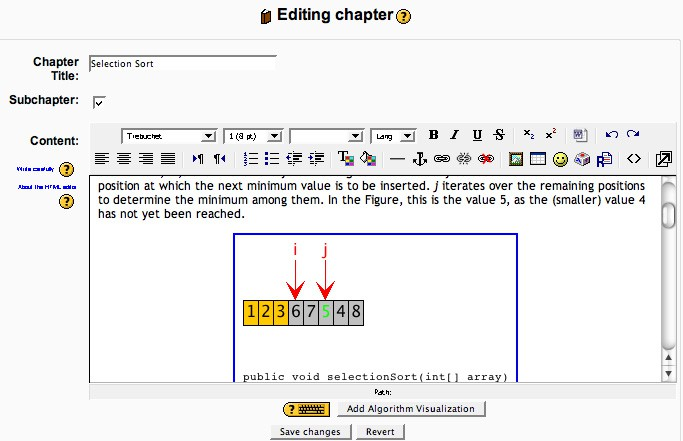 Editing chapter ?
Chapter Title: Selection Sort
Subchapter:
Content:
Trebuchet 1 (8 pt) Lang B I U S x₂ x²
Write carefully ?
About the HTML editor ?
position at which the next minimum value is to be inserted. j iterates over the remaining positions
to determine the minimum among them. In the Figure, this is the value 5, as the (smaller) value 4
has not yet been reached.
i j
1 2 3 6 7 5 4 8
public void selectionSort(int[] array)
Path:
? Add Algorithm Visualization
Save changes Revert